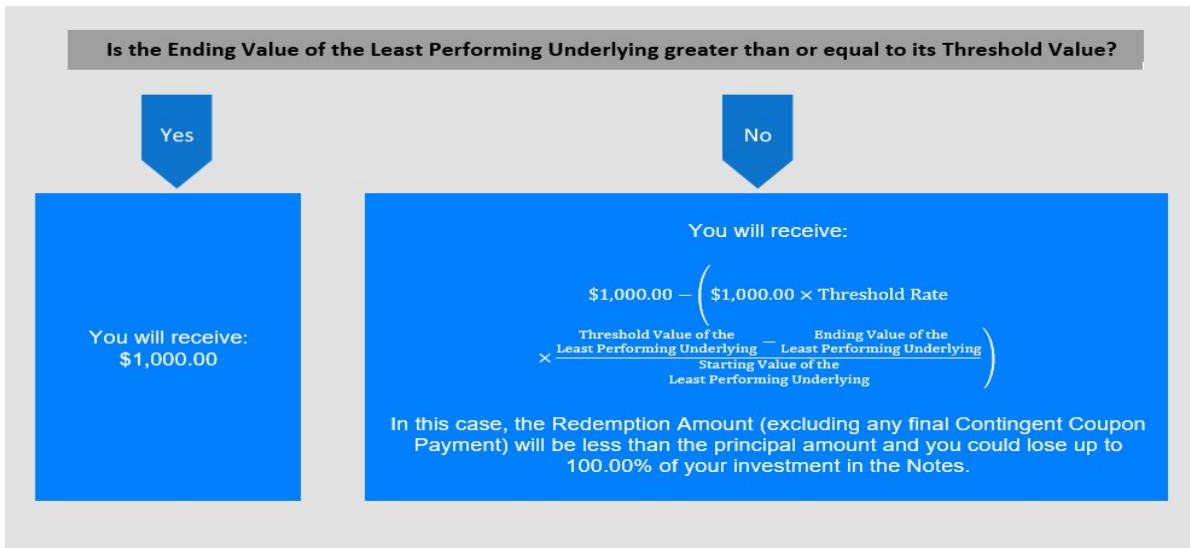 Is the Ending Value of the Least Performing Underlying greater than or equal to its Threshold Value?
Yes
No
You will receive:
$1,000.00
You will receive:
$1,000.00 − ($1,000.00 × Threshold Rate
Threshold Value of the Ending Value of the
× Least Performing Underlying − Least Performing Underlying)
Starting Value of the
Least Performing Underlying
In this case, the Redemption Amount (excluding any final Contingent Coupon
Payment) will be less than the principal amount and you could lose up to
100.00% of your investment in the Notes.